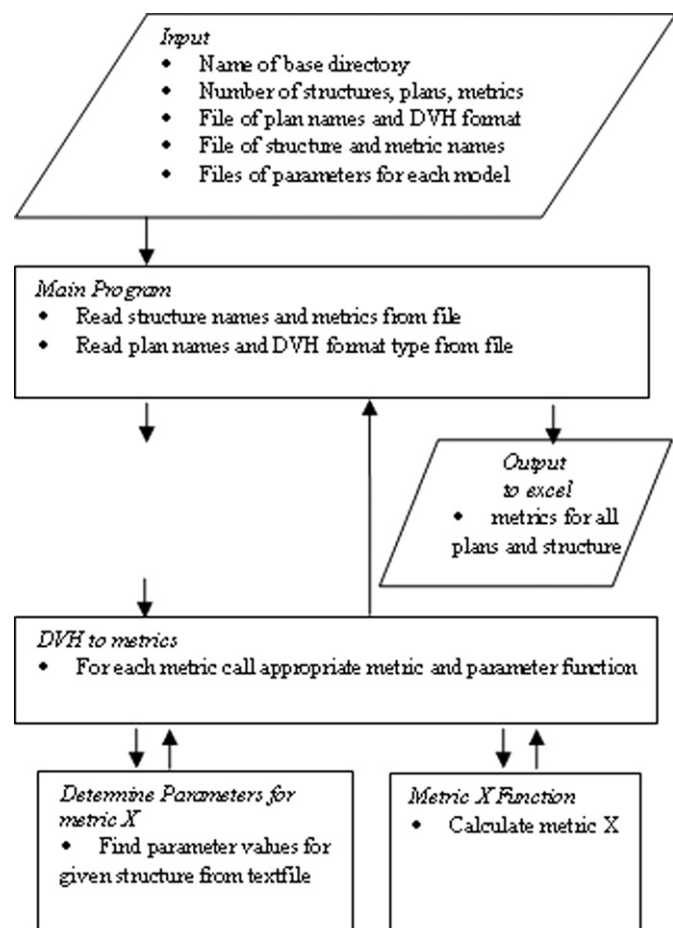 Input
• Name of base directory
• Number of structures, plans, metrics
• File of plan names and DVH format
• File of structure and metric names
• Files of parameters for each model
Main Program
• Read structure names and metrics from file
• Read plan names and DVH format type from file
Output
to excel
• metrics for all
plans and structure
DVH to metrics
• For each metric call appropriate metric and parameter function
Determine Parameters for
metric X
• Find parameter values for
given structure from textfile
Metric X Function
• Calculate metric X